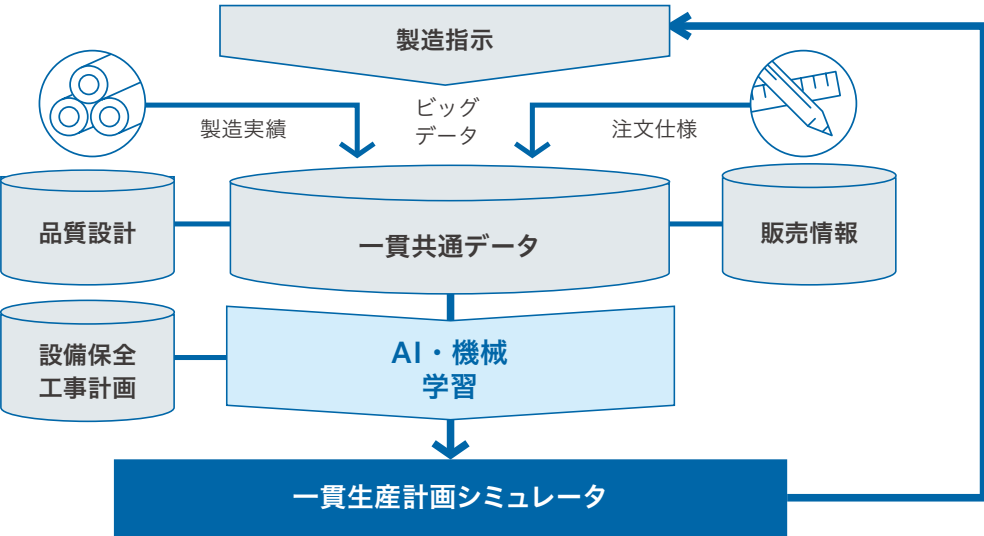 製造指示
製造実績
ビッグ
データ
注文仕様
品質設計
一貫共通データ
販売情報
設備保全
工事計画
AI・機械
学習
一貫生産計画シミュレータ